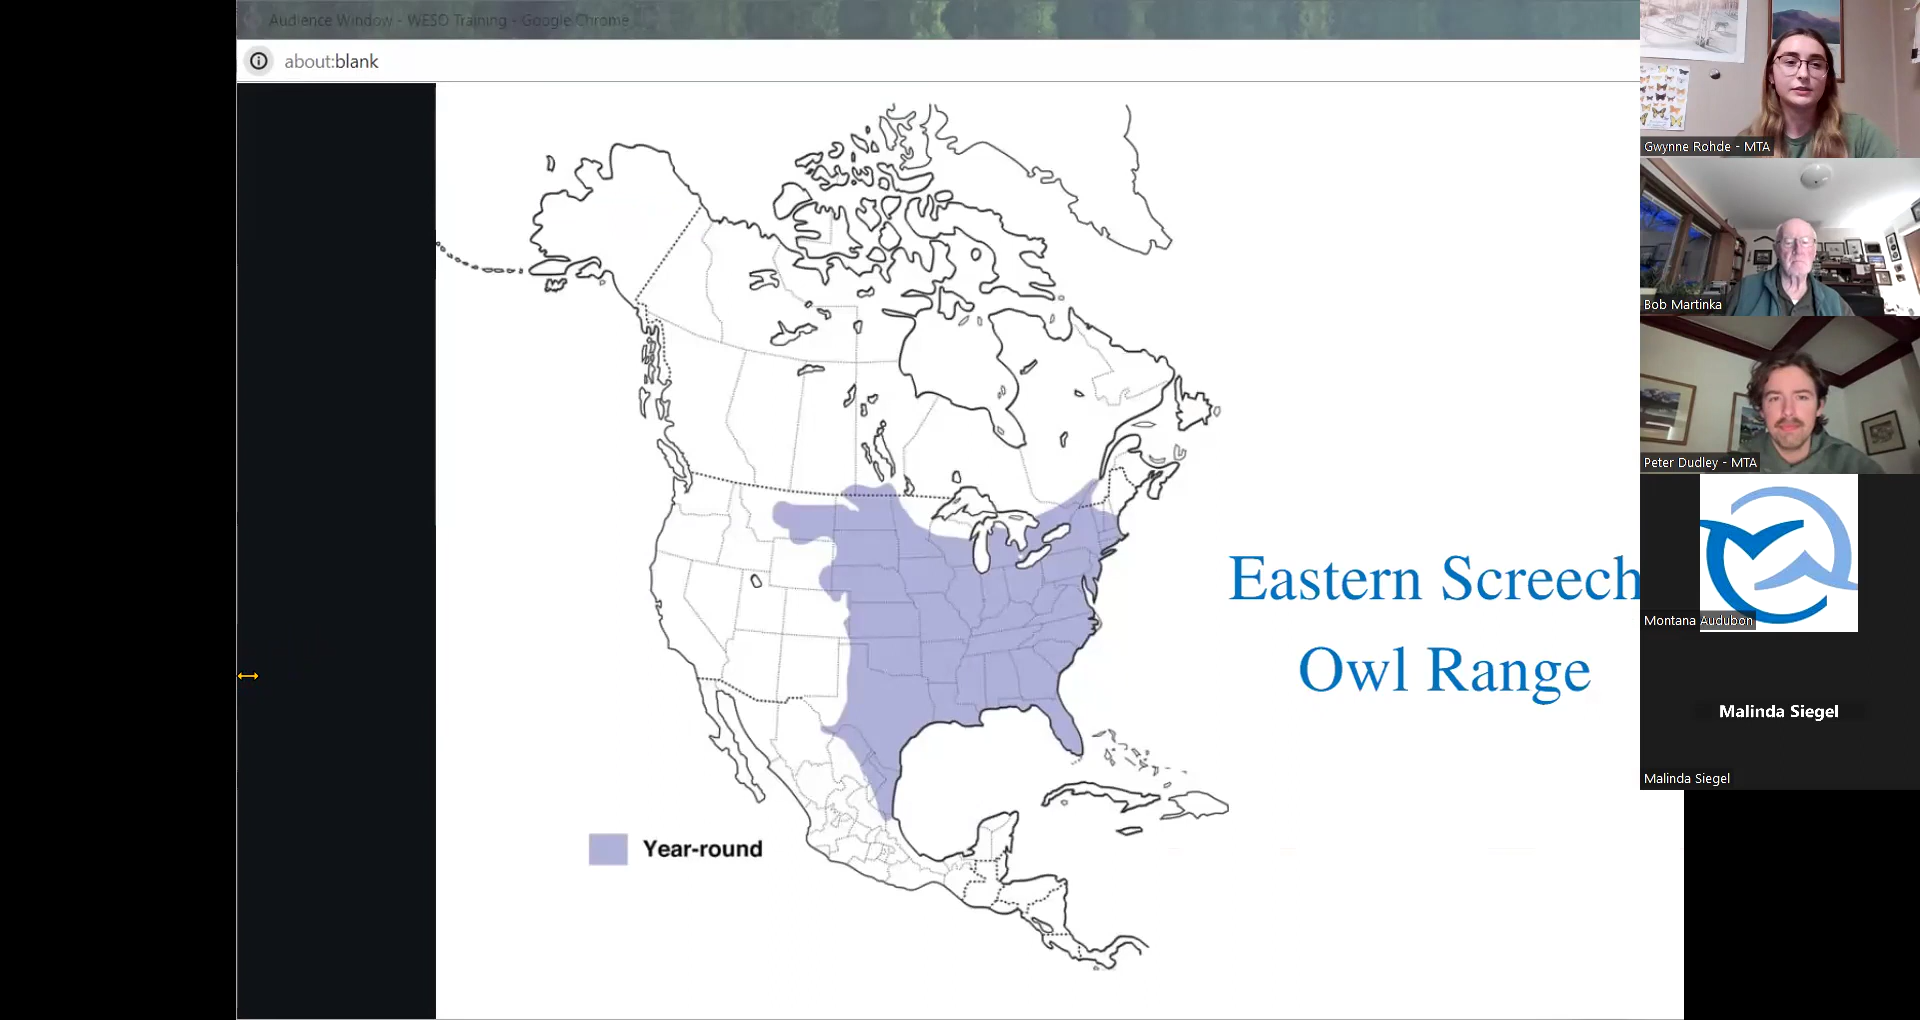 Audience Window - WESO Training - Google Chrome
about:blank
Eastern Screech
Owl Range
Year-round
Gwynne Rohde - MTA
Bob Martinka
Peter Dudley - MTA
Montana Audubon
Malinda Siegel
Malinda Siegel